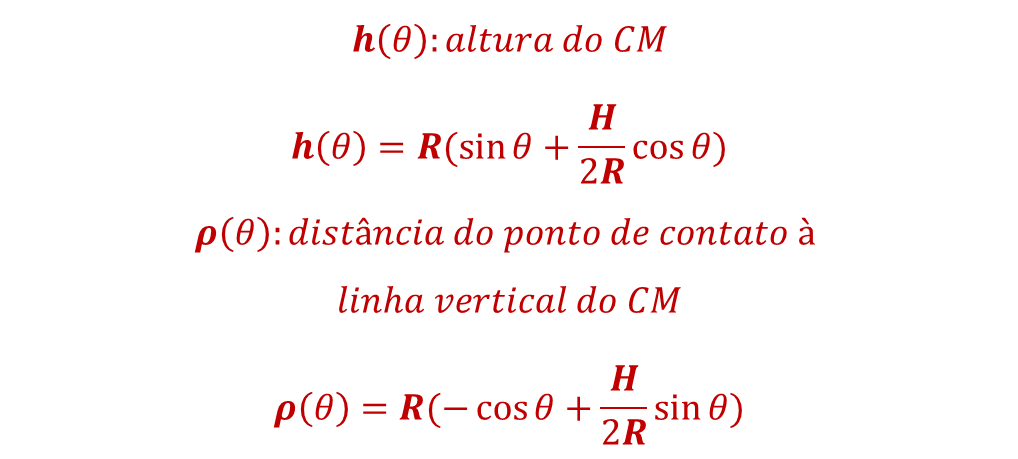 h(θ): altura do CM
h(θ) = R(sin θ + H/2R cos θ)
ρ(θ): distância do ponto de contato à
linha vertical do CM
ρ(θ) = R(− cos θ + H/2R sin θ)